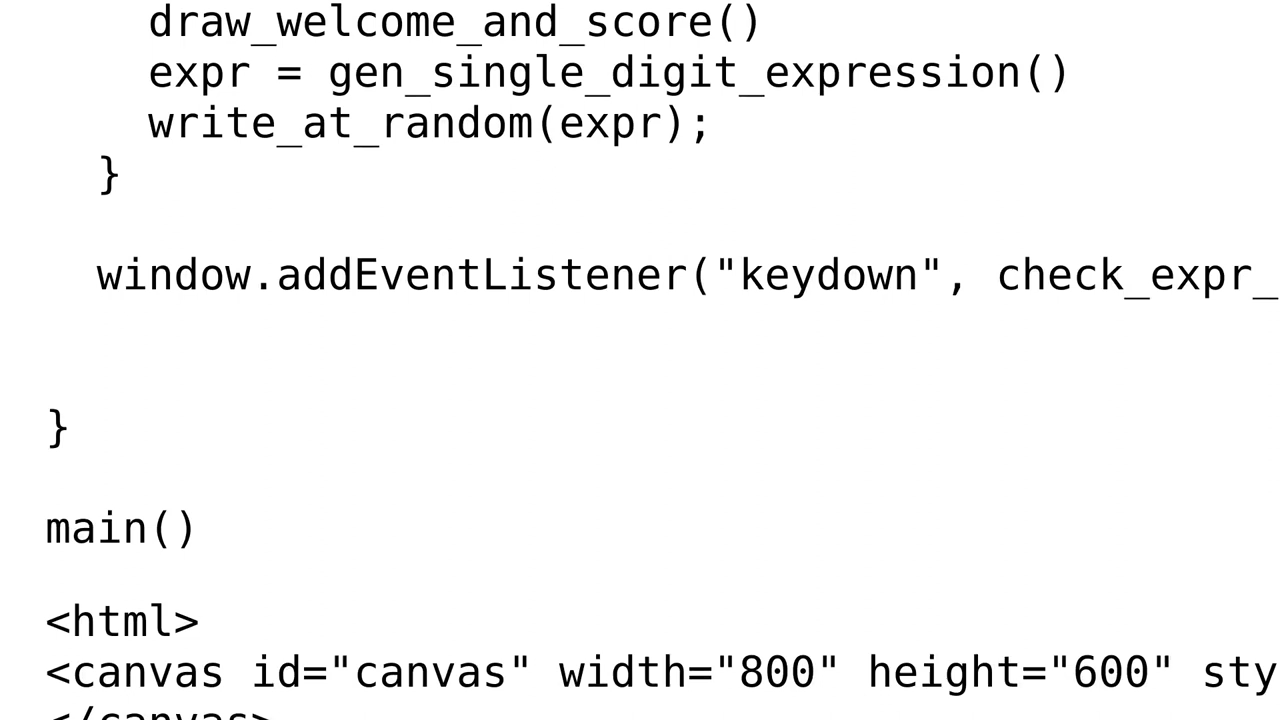 draw_welcome_and_score()
expr = gen_single_digit_expression()
write_at_random(expr);
}
window.addEventListener("keydown", check_expr_
}
main()
<html>
<canvas id="canvas" width="800" height="600" sty
</canvas>